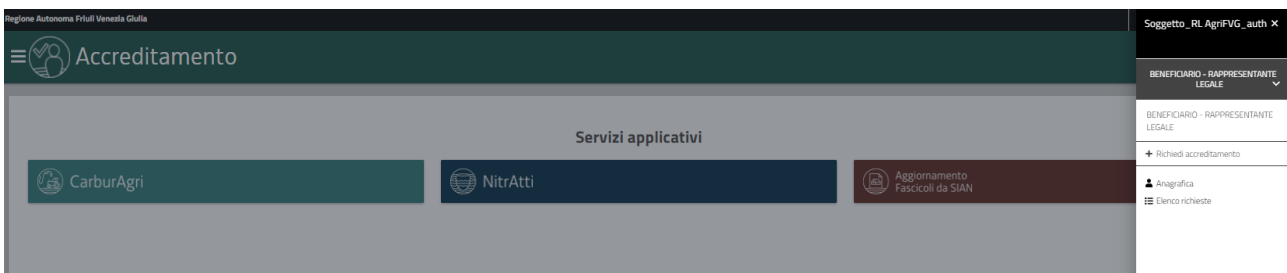 Regione Autonoma Friuli Venezia Giulia
Soggetto_RL AgriFVG_auth ×
Accreditamento
BENEFICIARIO - RAPPRESENTANTE
LEGALE
BENEFICIARIO - RAPPRESENTANTE
LEGALE
+ Richiedi accreditamento
Anagrafica
Elenco richieste
Servizi applicativi
CarburAgri
NitrAtti
Aggiornamento
Fascicoli da SIAN